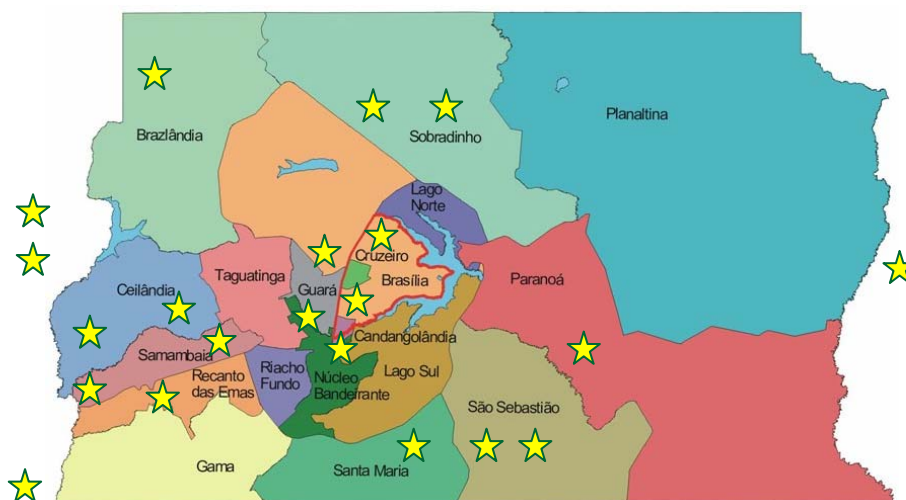 Planaltina
Brazlândia
Sobradinho
Lago
Norte
Cruzeiro
Taguatinga
Paranoá
Brasília
Guará
Ceilândia
Candangolândia
Samambaia
Riacho
Fundo
Recanto
das Emas
Núcleo
Bandeirante
Lago Sul
São Sebastião
Gama
Santa Maria